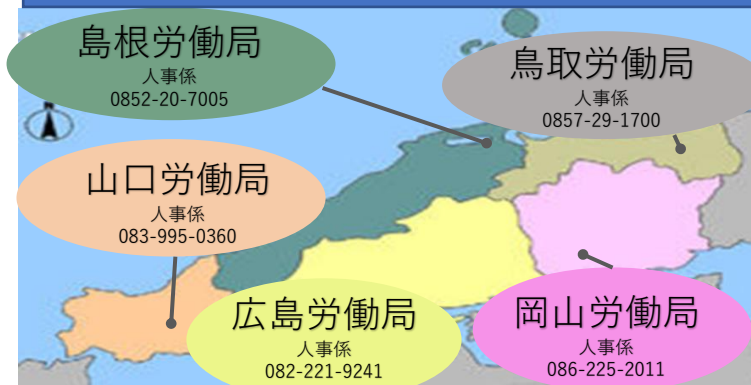 島根労働局
人事係
0852-20-7005
鳥取労働局
人事係
0857-29-1700
山口労働局
人事係
083-995-0360
広島労働局
人事係
082-221-9241
岡山労働局
人事係
086-225-2011